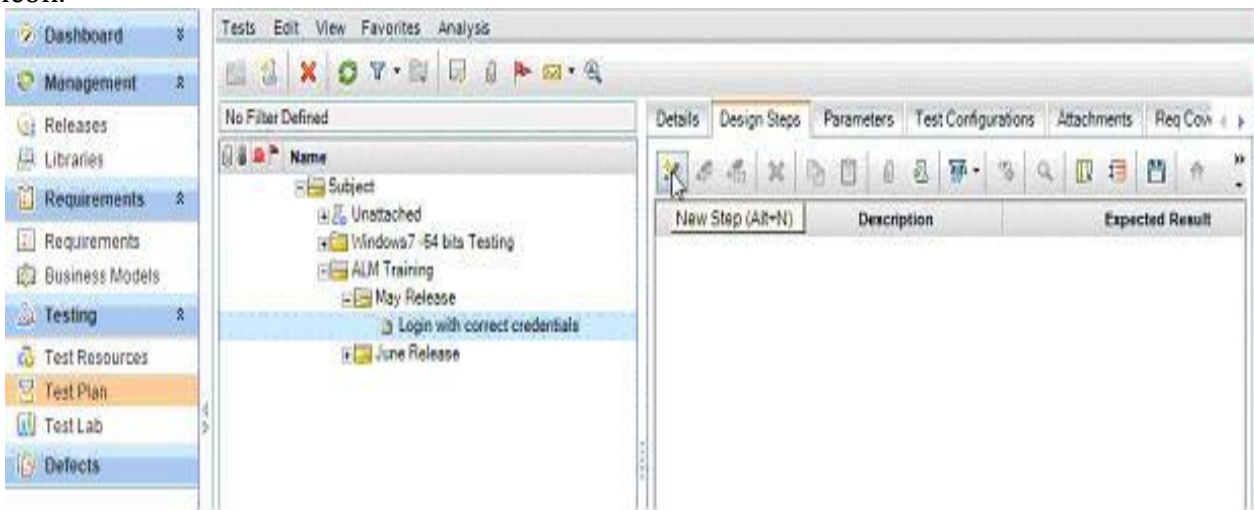 icon.
Dashboard
Management
Releases
Libraries
Requirements
Requirements
Business Models
Testing
Test Resources
Test Plan
Test Lab
Defects
Tests Edit View Favorites Analysis
No Filter Defined
Name
Subject
Unattached
Windows7 -64 bits Testing
ALM Training
May Release
Login with correct credentials
June Release
Details Design Steps Parameters Test Configurations Attachments Req Cov
New Step (Alt+N) Description Expected Result